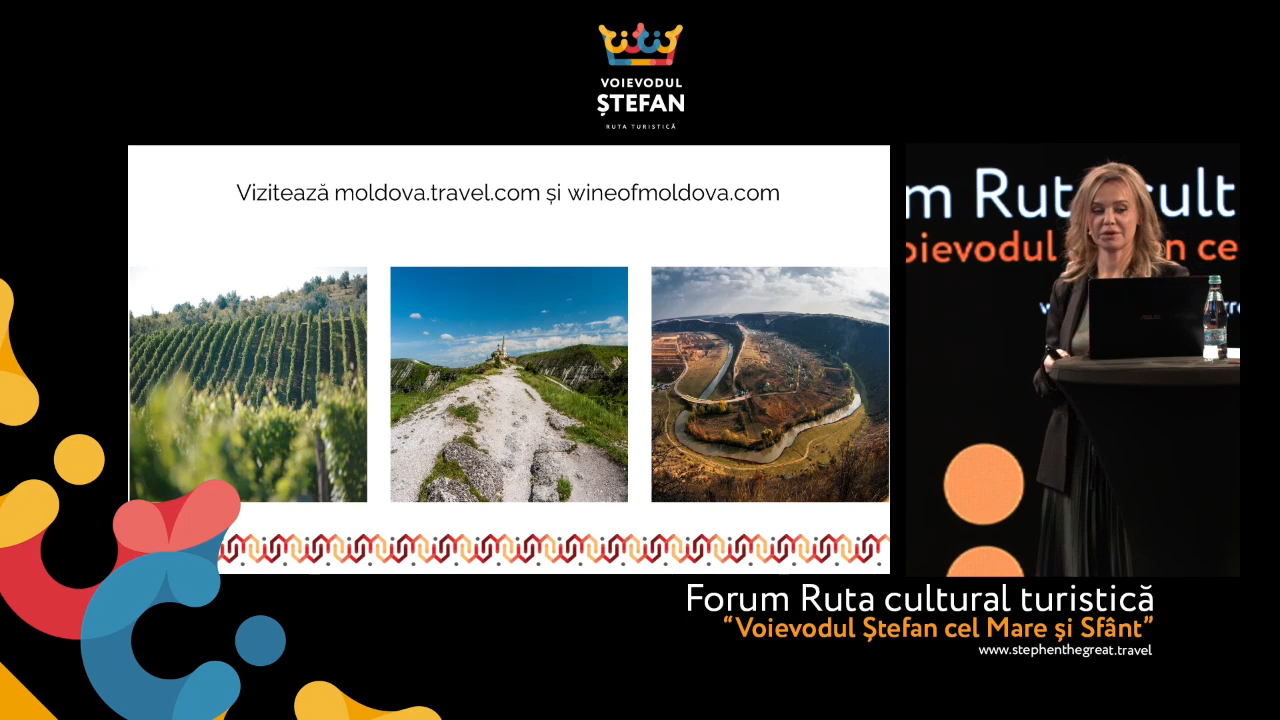 VOIEVODUL
ȘTEFAN
RUTA TURISTICĂ
Vizitează moldova.travel.com și wineofmoldova.com
Forum Ruta cultural turistică
“Voievodul Ștefan cel Mare și Sfânt”
www.stephenthegreat.travel